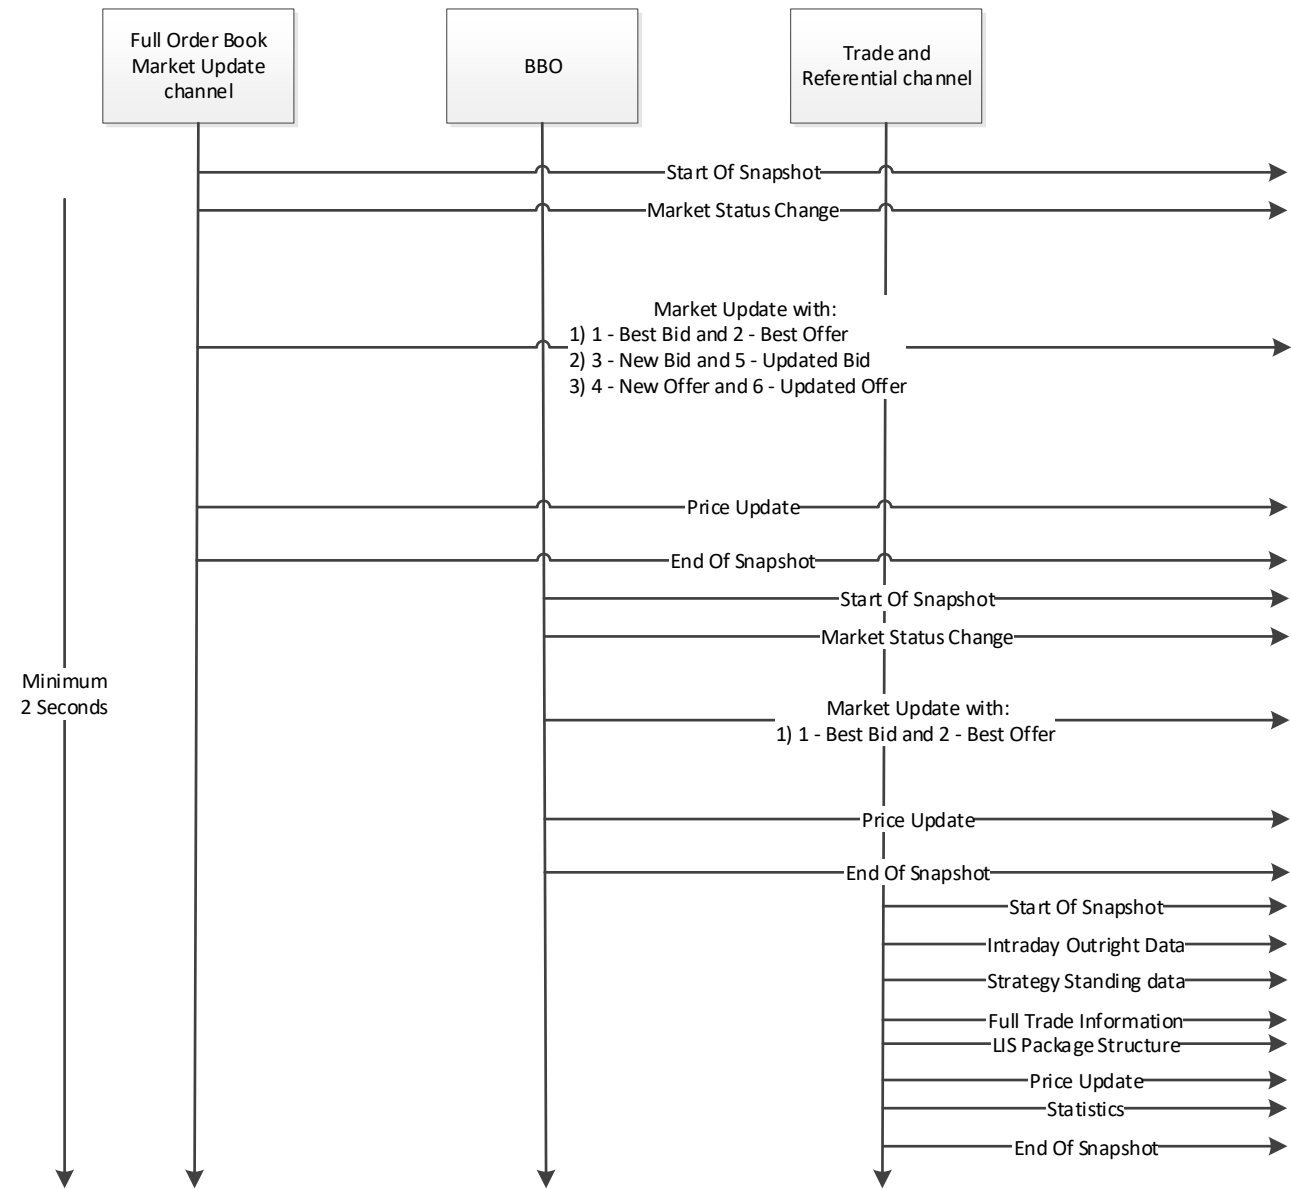 Full Order Book
Market Update
channel
BBO
Trade and
Referential channel
Start Of Snapshot
Market Status Change
Market Update with:
1) 1 - Best Bid and 2 - Best Offer
2) 3 - New Bid and 5 - Updated Bid
3) 4 - New Offer and 6 - Updated Offer
Price Update
End Of Snapshot
Start Of Snapshot
Market Status Change
Minimum
2 Seconds
Market Update with:
1) 1 - Best Bid and 2 - Best Offer
Price Update
End Of Snapshot
Start Of Snapshot
Intraday Outright Data
Strategy Standing data
Full Trade Information
LIS Package Structure
Price Update
Statistics
End Of Snapshot